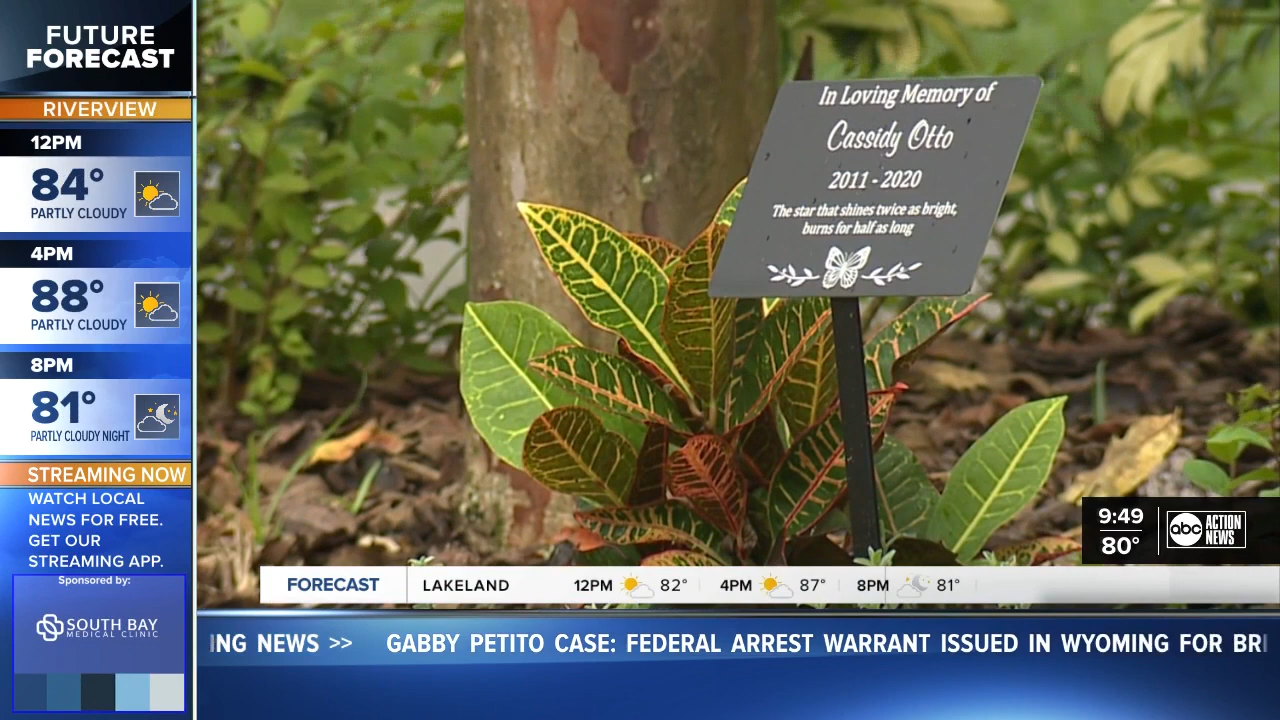 FUTURE
FORECAST
RIVERVIEW
12PM
84°
PARTLY CLOUDY
4PM
88°
PARTLY CLOUDY
8PM
81°
PARTLY CLOUDY NIGHT
STREAMING NOW
WATCH LOCAL
NEWS FOR FREE.
GET OUR
STREAMING APP.
Sponsored by:
SOUTH BAY
MEDICAL CLINIC
In Loving Memory of
Cassidy Otto
2011 - 2020
The star that shines twice as bright,
burns for half as long
9:49
80°
abc
ACTION
NEWS
FORECAST LAKELAND 12PM 82° 4PM 87° 8PM 81°
ING NEWS >> GABBY PETITO CASE: FEDERAL ARREST WARRANT ISSUED IN WYOMING FOR BRI